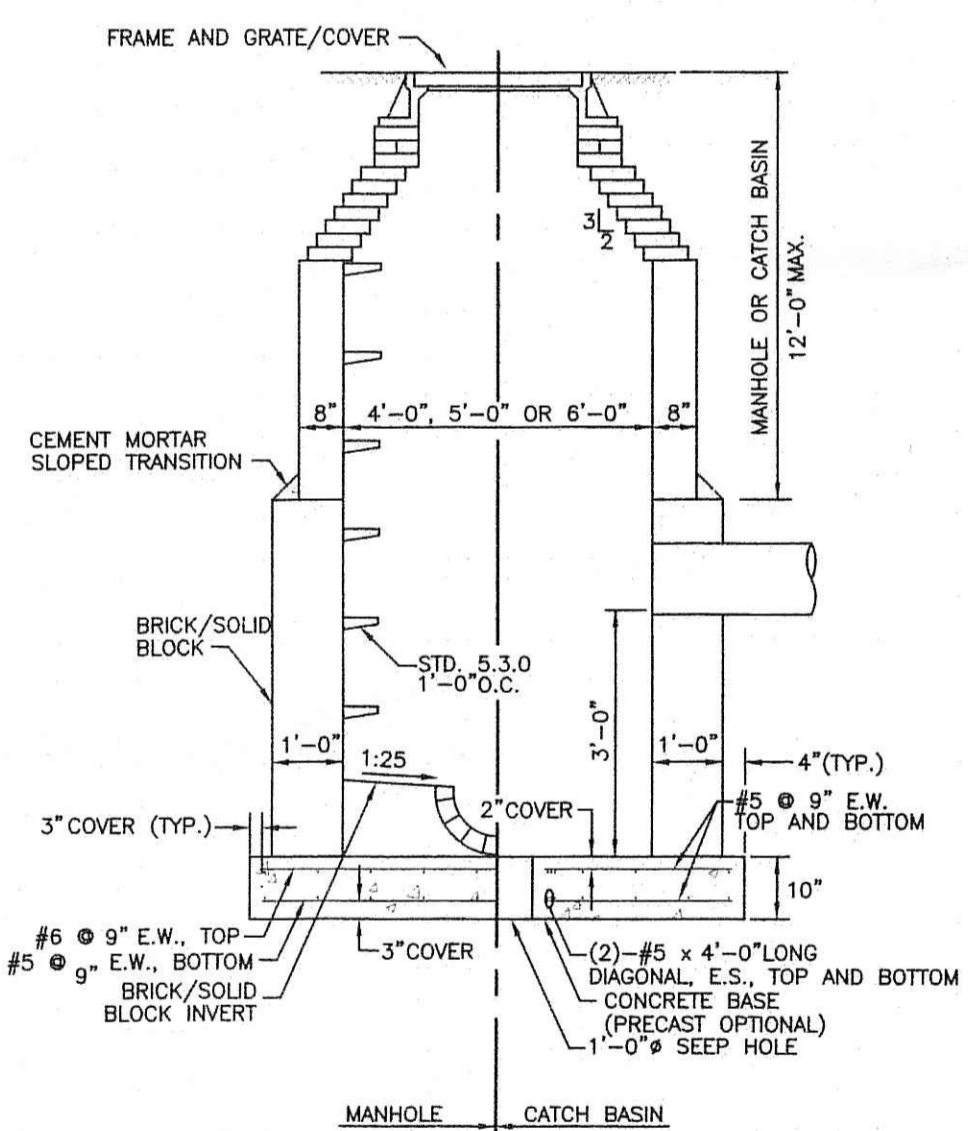 FRAME AND GRATE/COVER
MANHOLE OR CATCH BASIN
12'-0" MAX.
3
2
8"
4'-0", 5'-0" OR 6'-0"
8"
CEMENT MORTAR
SLOPED TRANSITION
BRICK/SOLID
BLOCK
STD. 5.3.0
1'-0"O.C.
3'-0"
1'-0"
1:25
1'-0"
4"(TYP.)
2"COVER
#5 @ 9" E.W.
TOP AND BOTTOM
3"COVER (TYP.)
10"
#6 @ 9" E.W., TOP
#5 @ 9" E.W., BOTTOM
3"COVER
BRICK/SOLID
BLOCK INVERT
(2)-#5 x 4'-0"LONG
DIAGONAL, E.S., TOP AND BOTTOM
CONCRETE BASE
(PRECAST OPTIONAL)
1'-0"ø SEEP HOLE
MANHOLE
CATCH BASIN